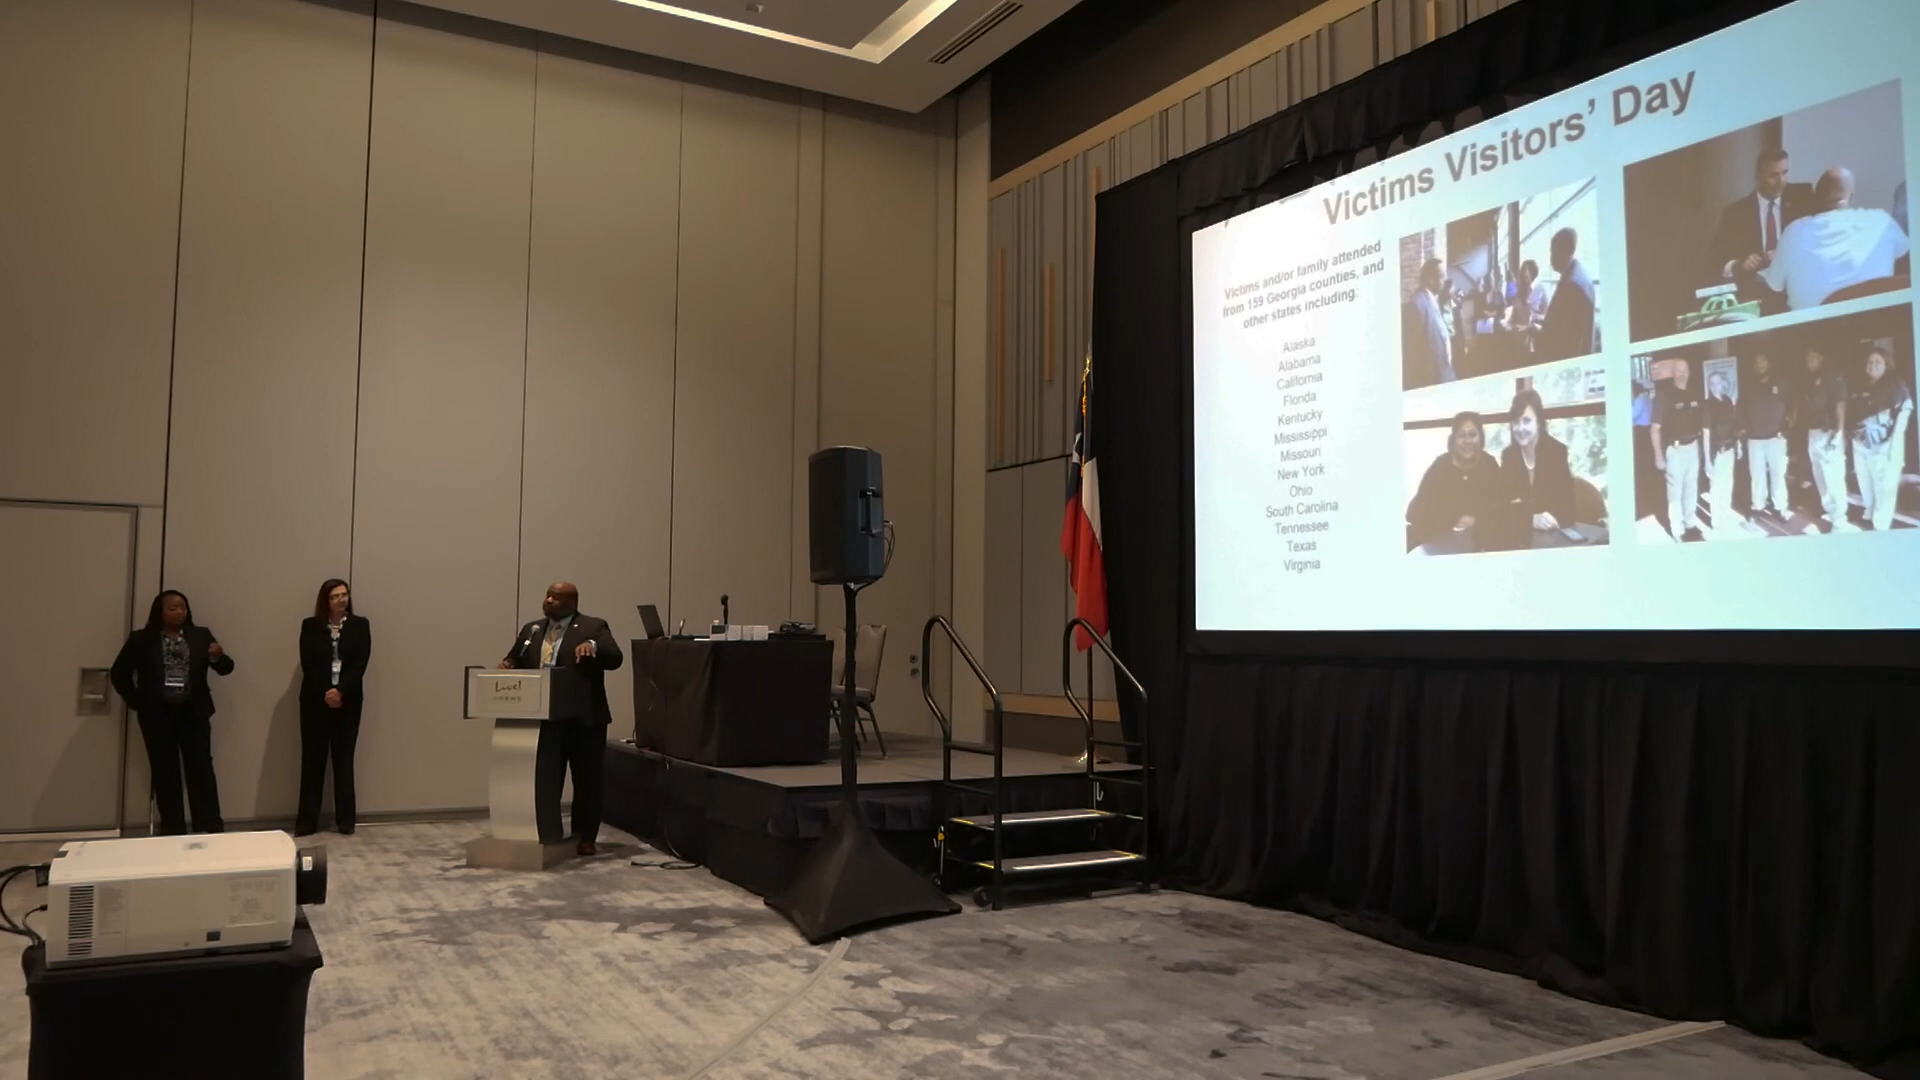 Victims Visitors’ Day
Victims and/or family attended
from 159 Georgia counties, and
other states including:
Alaska
Alabama
California
Florida
Kentucky
Mississippi
Missouri
New York
Ohio
South Carolina
Tennessee
Texas
Virginia
Live!